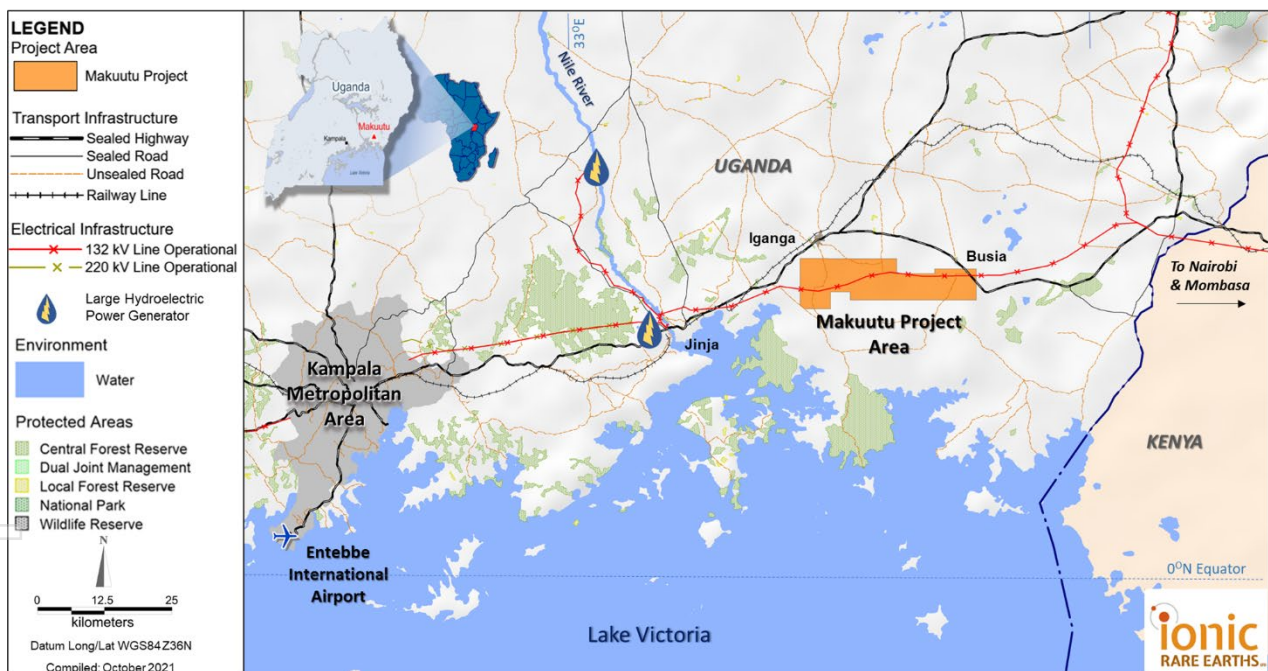 LEGEND
Project Area
Makuutu Project
Transport Infrastructure
Sealed Highway
Sealed Road
Unsealed Road
Railway Line
Electrical Infrastructure
132 kV Line Operational
220 kV Line Operational
Large Hydroelectric
Power Generator
Environment
Water
Protected Areas
Central Forest Reserve
Dual Joint Management
Local Forest Reserve
National Park
Wildlife Reserve
N
0 12.5 25
kilometers
Datum Long/Lat WGS84Z36N
Compiled: October 2021
Uganda
Makuutu
Kampala
33°E
Nile River
UGANDA
Iganga
Busia
To Nairobi
& Mombasa
Makuutu Project
Area
Jinja
Kampala
Metropolitan
Area
KENYA
Entebbe
International
Airport
0°N Equator
Lake Victoria
ionic
RARE EARTHS